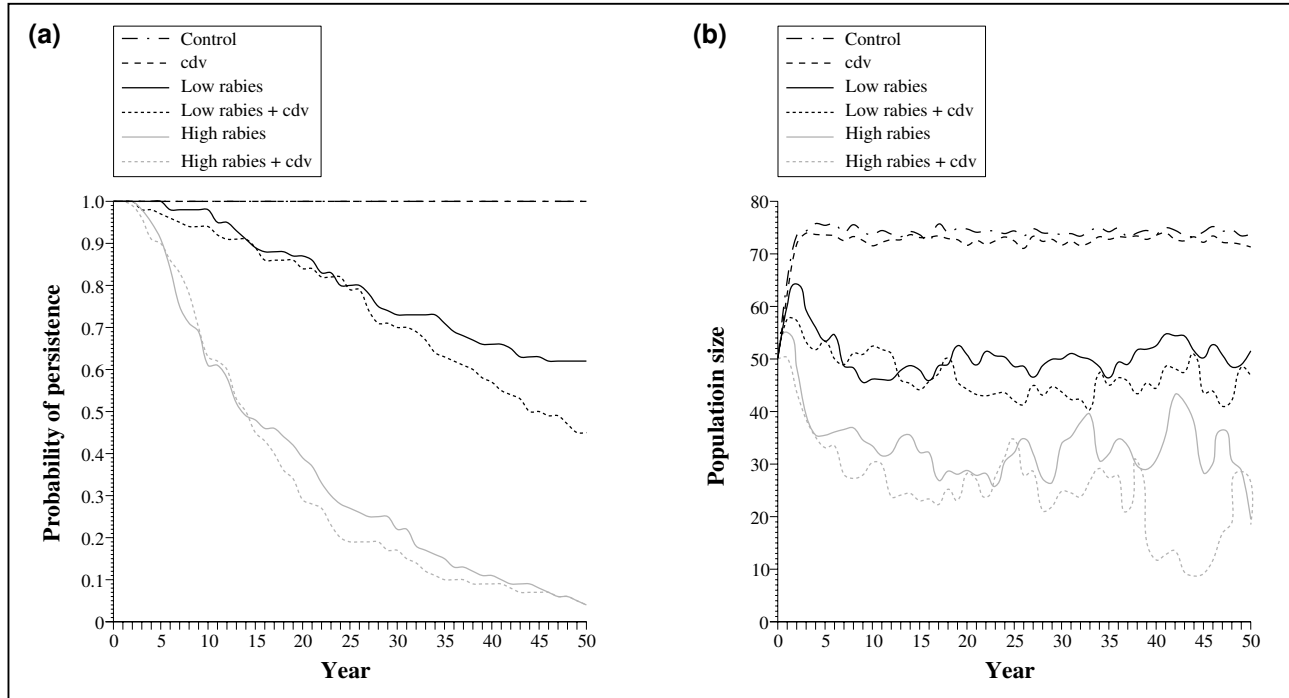 (a)
Control
cdv
Low rabies
Low rabies + cdv
High rabies
High rabies + cdv
1.0
0.9
0.8
0.7
0.6
0.5
0.4
0.3
0.2
0.1
0
Probability of persistence
0 5 10 15 20 25 30 35 40 45 50
Year
(b)
Control
cdv
Low rabies
Low rabies + cdv
High rabies
High rabies + cdv
80
70
60
50
40
30
20
10
0
Populatioin size
0 5 10 15 20 25 30 35 40 45 50
Year